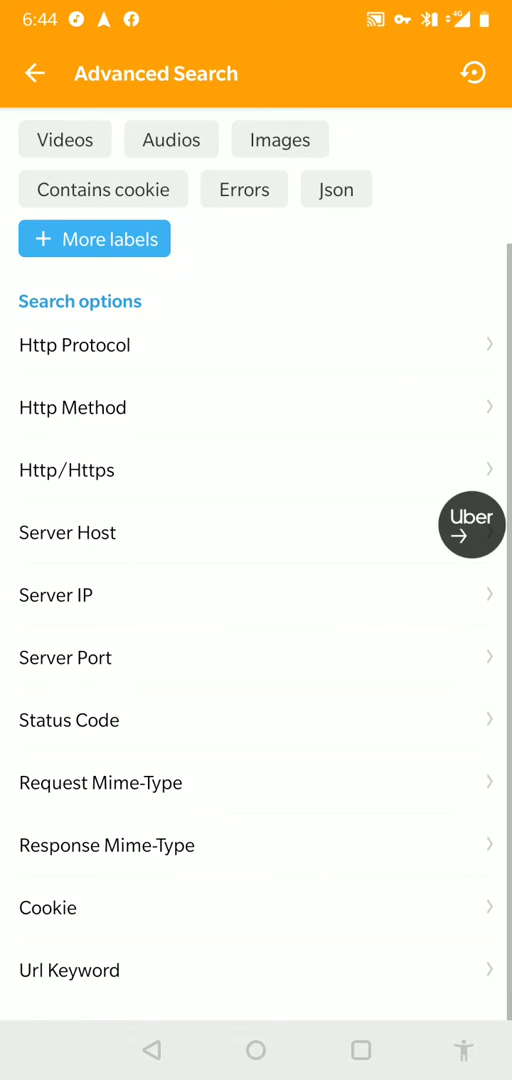 6:44
4G
Advanced Search
Videos Audios Images
Contains cookie Errors Json
+ More labels
Search options
Http Protocol
Http Method
Http/Https
Uber
Server Host
Server IP
Server Port
Status Code
Request Mime-Type
Response Mime-Type
Cookie
Url Keyword